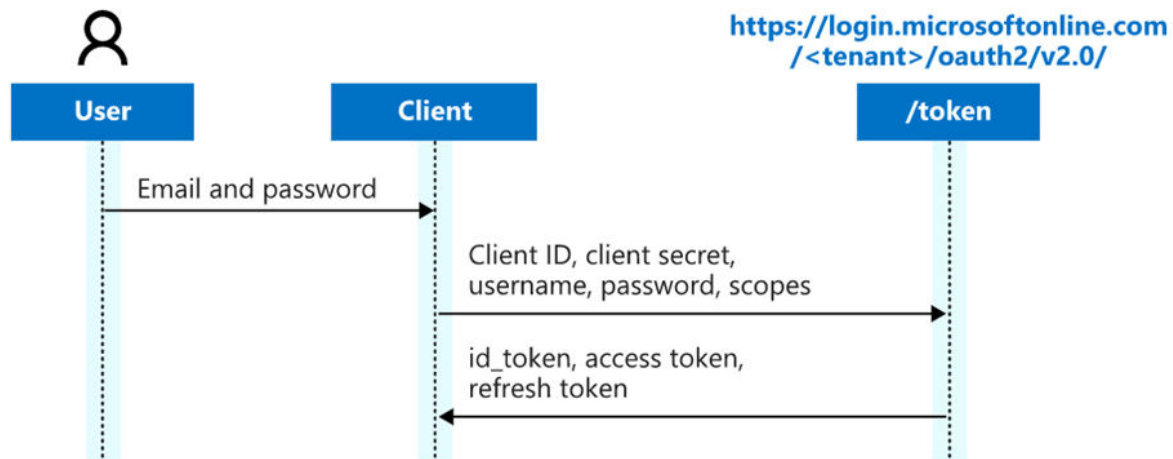 https://login.microsoftonline.com
/<tenant>/oauth2/v2.0/
User
Client
/token
Email and password
Client ID, client secret,
username, password, scopes
id_token, access token,
refresh token